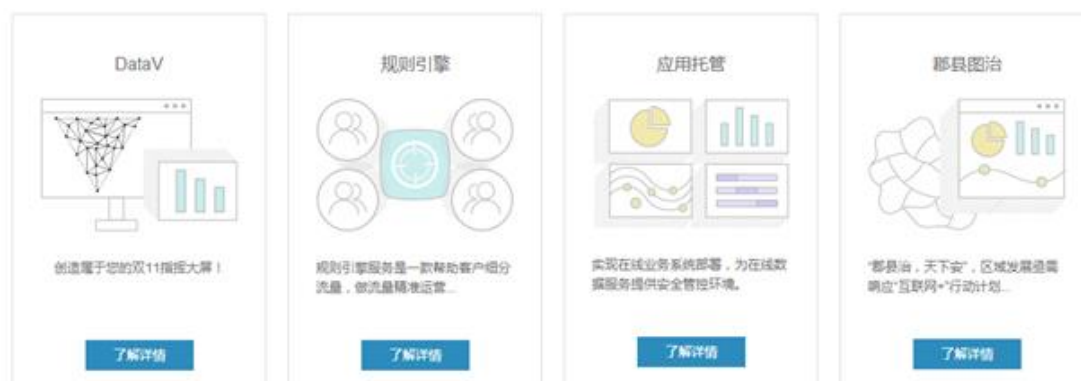 DataV
创造属于您的双11指挥大屏！
了解详情
规则引擎
规则引擎服务是一款帮助客户细分
流量，做流量精准运营...
了解详情
应用托管
实现在线业务系统部署，为在线数
据服务提供安全管控环境。
了解详情
郡县图治
“郡县治，天下安”，区域发展亟需
响应“互联网+”行动计划...
了解详情